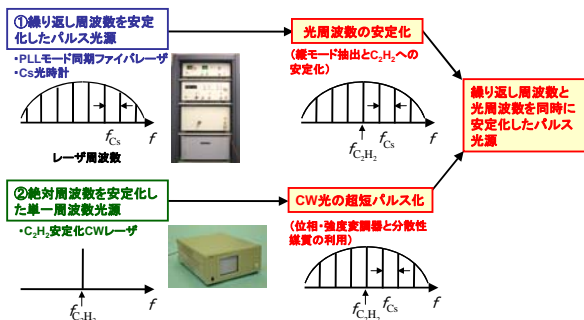 ①繰り返し周波数を安定
化したパルス光源
・PLLモード同期ファイバレーザ
・Cs光時計
fCs
f
レーザ周波数
光周波数の安定化
(縦モード抽出とC2H2への
安定化)
fCs
f
fC2H2
繰り返し周波数と
光周波数を同時に
安定化したパルス
光源
②絶対周波数を安定化し
た単一周波数光源
・C2H2安定化CWレーザ
f
fC2H2
CW光の超短パルス化
(位相・強度変調器と分散性
媒質の利用)
fCs
f
fC2H2